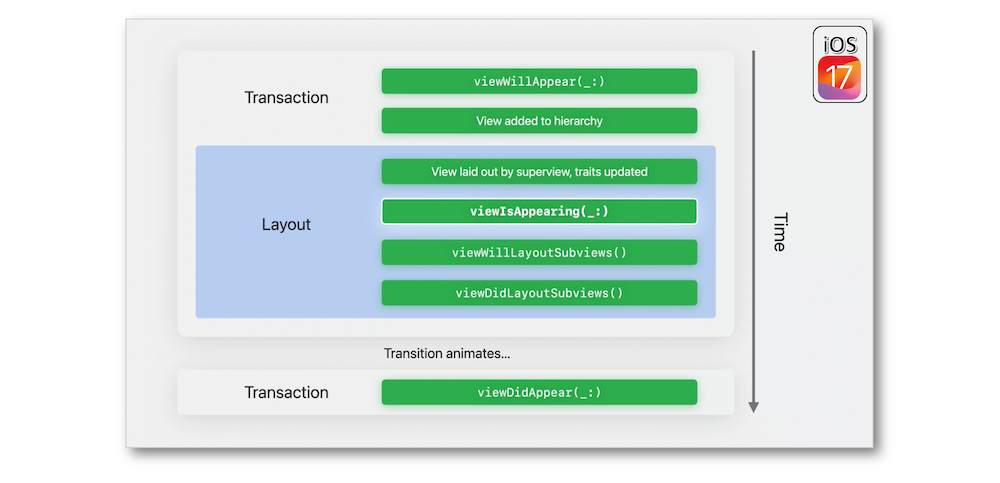 iOS
17
Transaction
viewWillAppear(_:)
View added to hierarchy
Layout
View laid out by superview, traits updated
viewIsAppearing(_:)
viewWillLayoutSubviews()
viewDidLayoutSubviews()
Time
Transition animates...
Transaction
viewDidAppear(_:)